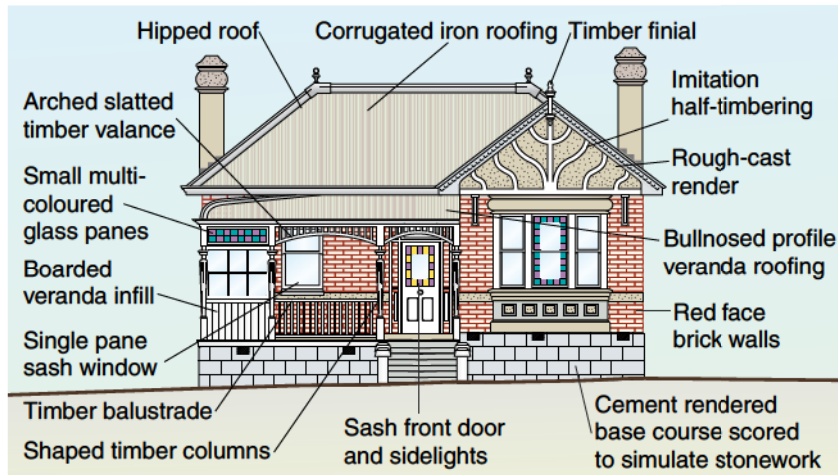 Hipped roof
Corrugated iron roofing
Timber finial
Arched slatted
timber valance
Imitation
half-timbering
Small multi-
coloured
glass panes
Rough-cast
render
Boarded
veranda infill
Bullnosed profile
veranda roofing
Single pane
sash window
Red face
brick walls
Timber balustrade
Shaped timber columns
Sash front door
and sidelights
Cement rendered
base course scored
to simulate stonework